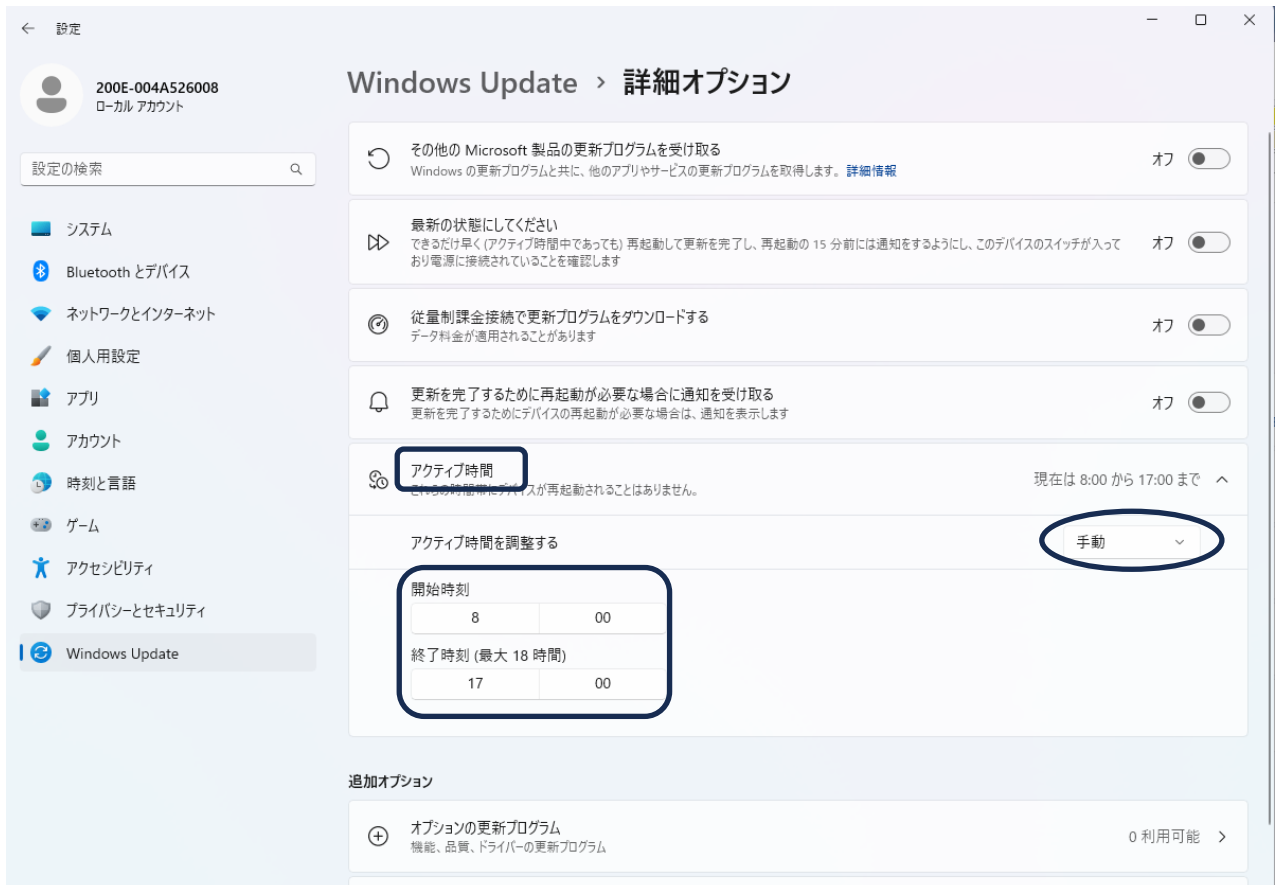 設定
200E-004A526008
ローカル アカウント
設定の検索
システム
Bluetooth とデバイス
ネットワークとインターネット
個人用設定
アプリ
アカウント
時刻と言語
ゲーム
アクセシビリティ
プライバシーとセキュリティ
Windows Update
Windows Update › 詳細オプション
その他の Microsoft 製品の更新プログラムを受け取る
Windows の更新プログラムと共に、他のアプリやサービスの更新プログラムを取得します。 詳細情報
オフ
最新の状態にしてください
できるだけ早く (アクティブ時間中であっても) 再起動して更新を完了し、再起動の 15 分前には通知をするようにし、このデバイスのスイッチが入って
おり電源に接続されていることを確認します
オフ
従量制課金接続で更新プログラムをダウンロードする
データ料金が適用されることがあります
オフ
更新を完了するために再起動が必要な場合に通知を受け取る
更新を完了するためにデバイスの再起動が必要な場合は、通知を表示します
オフ
アクティブ時間
これらの時間帯にデバイスが再起動されることはありません。
現在は 8:00 から 17:00 まで
アクティブ時間を調整する
手動
開始時刻
8 00
終了時刻 (最大 18 時間)
17 00
追加オプション
オプションの更新プログラム
機能、品質、ドライバーの更新プログラム
0 利用可能